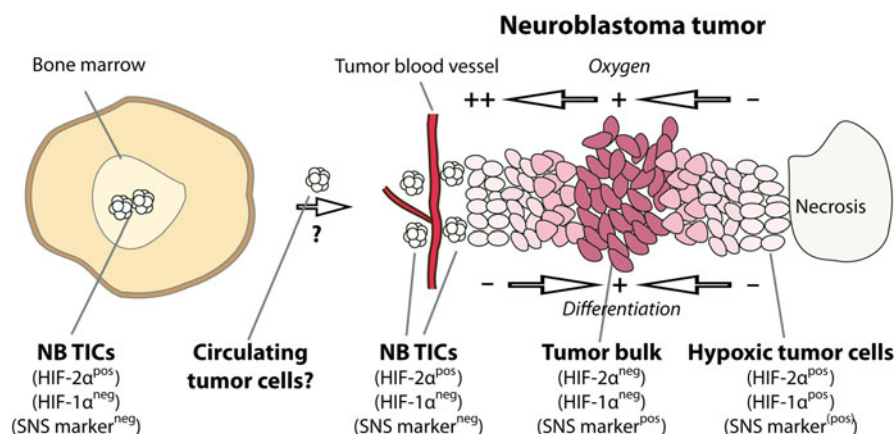 Neuroblastoma tumor
Bone marrow
Tumor blood vessel
Oxygen
++ + –
Necrosis
?
– + –
Differentiation
NB TICs
(HIF-2α^pos)
(HIF-1α^neg)
(SNS marker^neg)
Circulating
tumor cells?
NB TICs
(HIF-2α^pos)
(HIF-1α^neg)
(SNS marker^neg)
Tumor bulk
(HIF-2α^neg)
(HIF-1α^neg)
(SNS marker^pos)
Hypoxic tumor cells
(HIF-2α^pos)
(HIF-1α^pos)
(SNS marker^(pos))